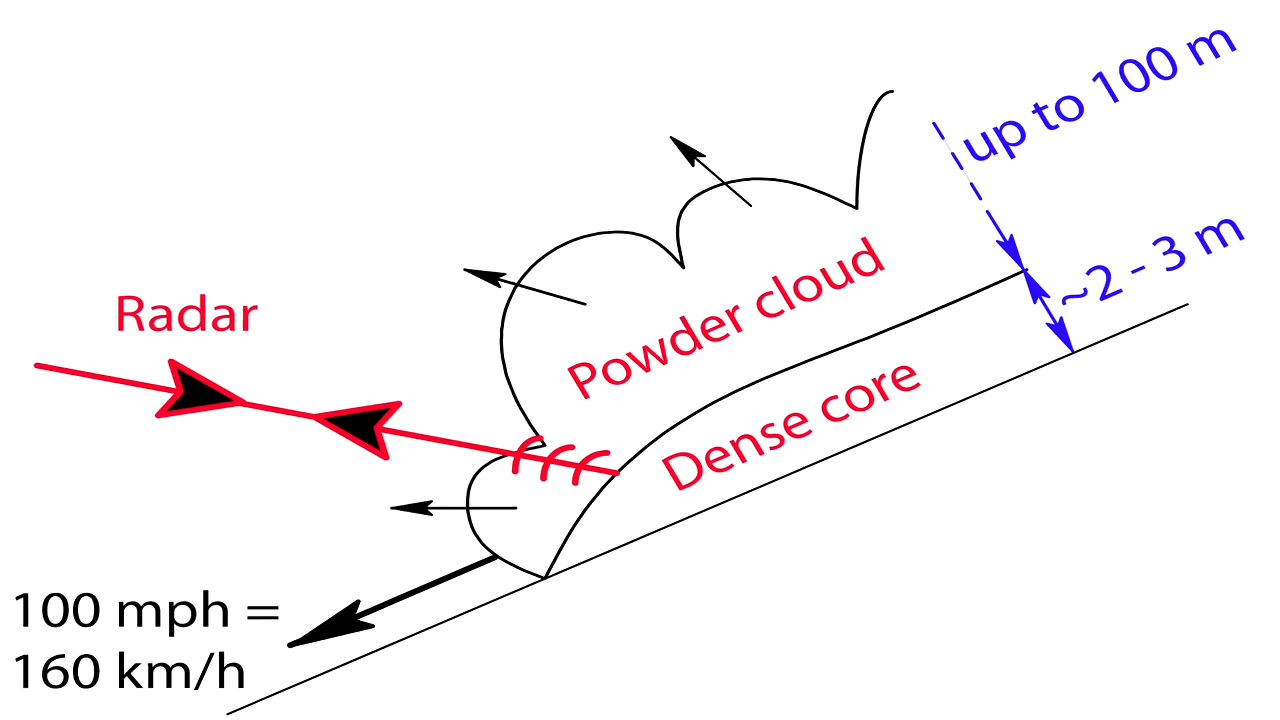 up to 100 m
~2 - 3 m
Powder cloud
Radar
Dense core
100 mph =
160 km/h